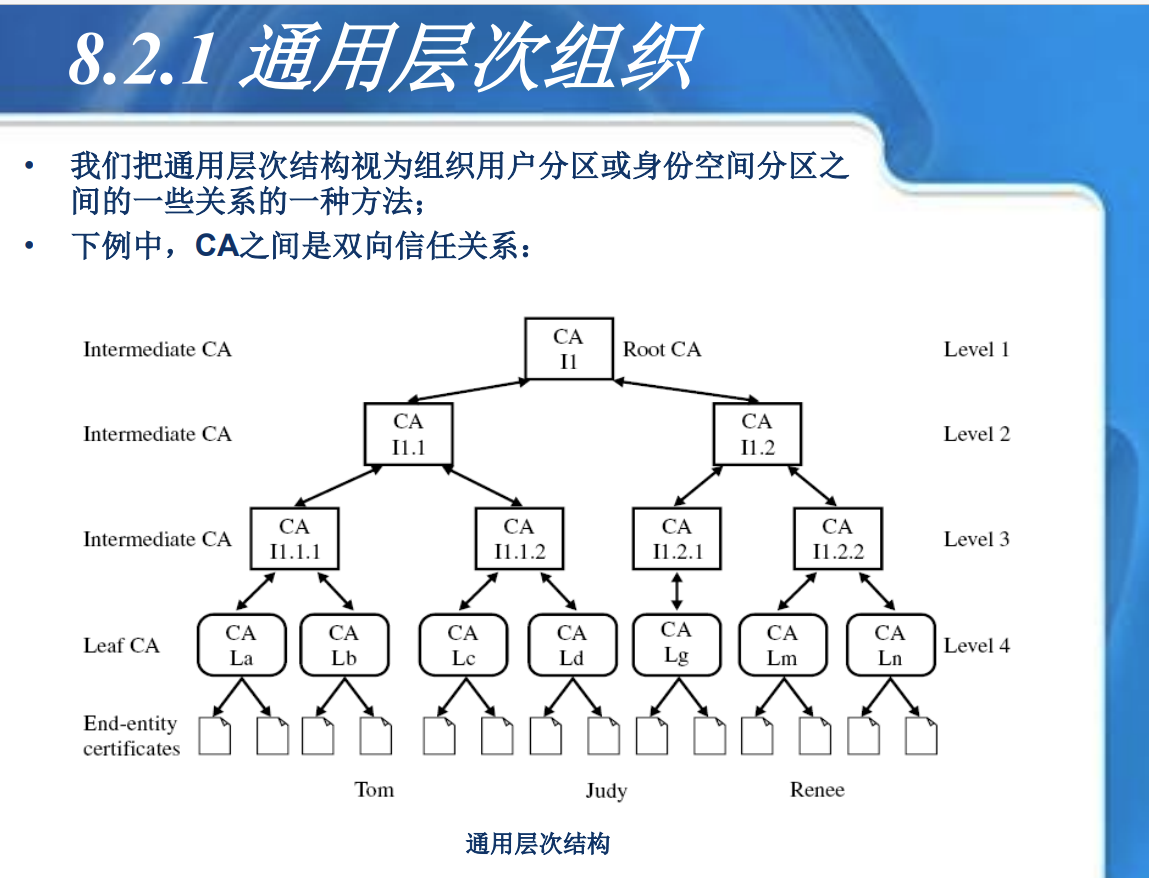 8.2.1 通用层次组织
• 我们把通用层次结构视为组织用户分区或身份空间分区之
间的一些关系的一种方法；
• 下例中，CA之间是双向信任关系：
Intermediate CA
CA
I1
Root CA
Level 1
Intermediate CA
CA
I1.1
CA
I1.2
Level 2
Intermediate CA
CA
I1.1.1
CA
I1.1.2
CA
I1.2.1
CA
I1.2.2
Level 3
Leaf CA
CA
La
CA
Lb
CA
Lc
CA
Ld
CA
Lg
CA
Lm
CA
Ln
Level 4
End-entity
certificates
Tom
Judy
Renee
通用层次结构